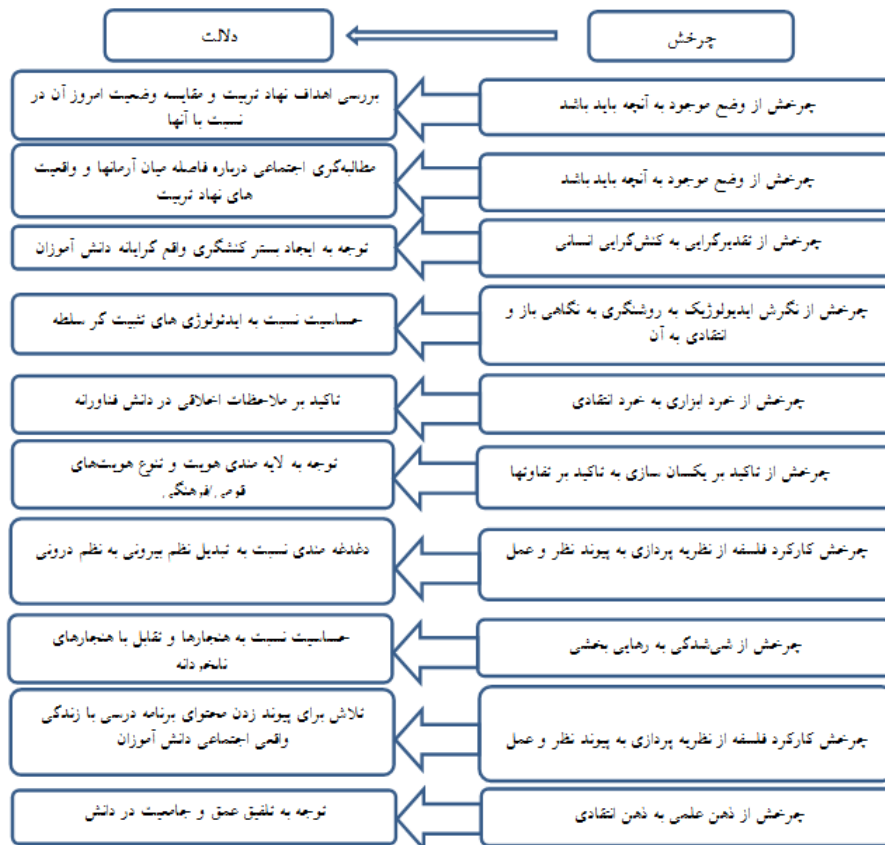 چرخش
دلالت
چرخش از وضع موجود به آنچه باید باشد
بررسی اهداف نهاد تربیت و مقایسه وضعیت امروز آن در
نسبت با آنها
چرخش از وضع موجود به آنچه باید باشد
مطالبه‌گری اجتماعی درباره فاصله میان آرمانها و واقعیت
های نهاد تربیت
چرخش از تقدیرگرایی به کنش‌گرایی انسانی
توجه به ایجاد بستر کنشگری واقع گرایانه دانش آموزان
چرخش از نگرش ایدیولوژیک به روشنگری به نگاهی باز و
انتقادی به آن
حساسیت نسبت به ایدئولوژی های تثبیت گر سلطه
چرخش از خرد ابزاری به خرد انتقادی
تاکید بر ملاحظات اخلاقی در دانش فناورانه
چرخش از تاکید بر یکسان سازی به تاکید بر تفاوتها
توجه به لایه مندی هویت و تنوع هویت‌های
قومی/فرهنگی
چرخش کارکرد فلسفه از نظریه پردازی به پیوند نظر و عمل
دغدغه مندی نسبت به تبدیل نظم بیرونی به نظم درونی
چرخش از شی‌شدگی به رهایی بخشی
حساسیت نسبت به هنجارها و تقابل با هنجارهای
نابخردانه
چرخش کارکرد فلسفه از نظریه پردازی به پیوند نظر و عمل
تلاش برای پیوند زدن محتوای برنامه درسی با زندگی
واقعی اجتماعی دانش آموزان
چرخش از ذهن علمی به ذهن انتقادی
توجه به تلفیق عمق و جامعیت در دانش